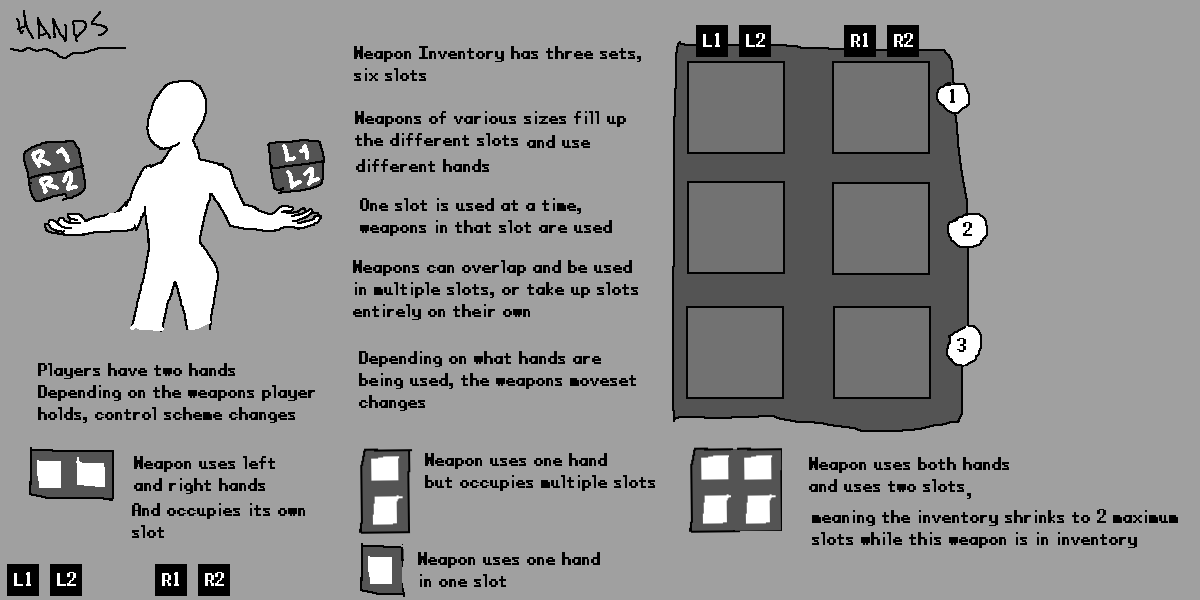 HANDS
R1
R2
L1
L2
Players have two hands
Depending on the weapons player
holds, control scheme changes
Weapon Inventory has three sets,
six slots
Weapons of various sizes fill up
the different slots and use
different hands
One slot is used at a time,
weapons in that slot are used
Weapons can overlap and be used
in multiple slots, or take up slots
entirely on their own
Depending on what hands are
being used, the weapons moveset
changes
L1 L2 R1 R2
1
2
3
Weapon uses left
and right hands
And occupies its own
slot
Weapon uses one hand
but occupies multiple slots
Weapon uses one hand
in one slot
Weapon uses both hands
and uses two slots,
meaning the inventory shrinks to 2 maximum
slots while this weapon is in inventory
L1 L2 R1 R2